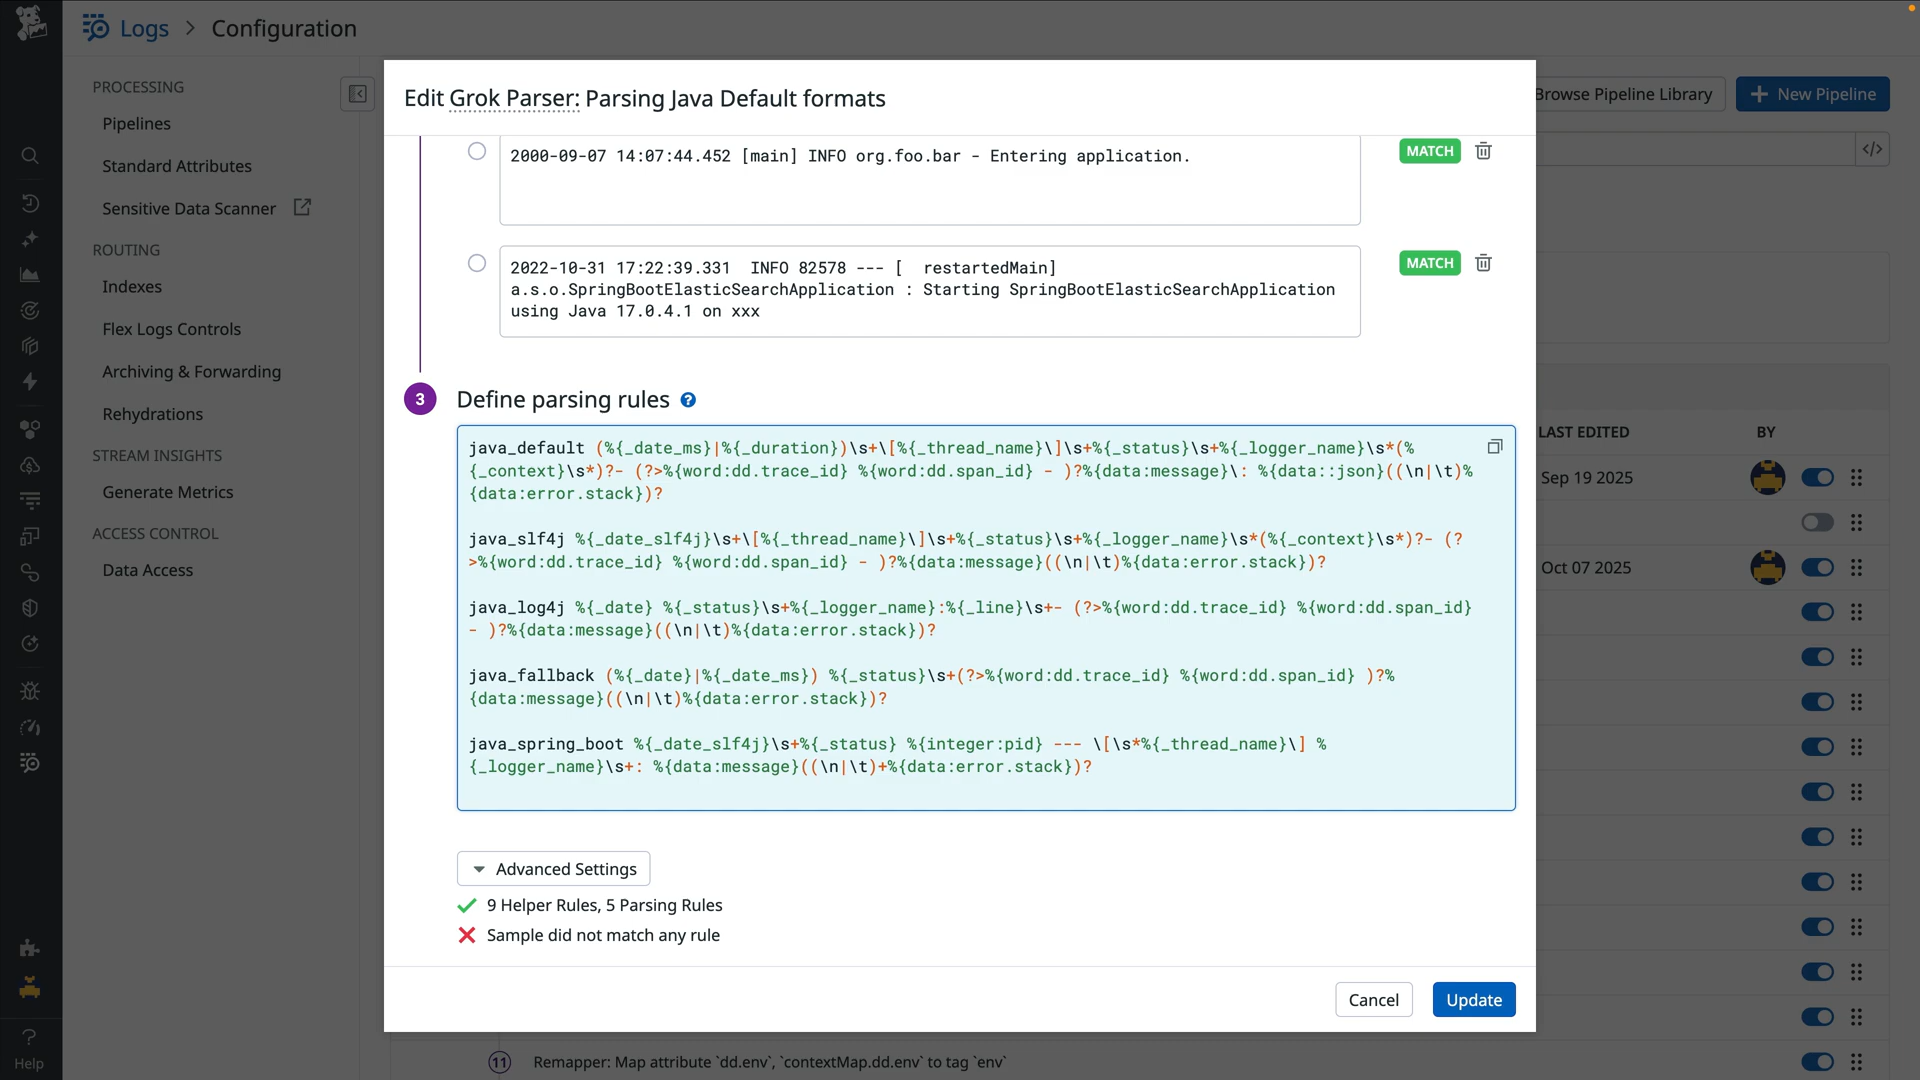 Logs > Configuration
PROCESSING
Pipelines
Standard Attributes
Sensitive Data Scanner
ROUTING
Indexes
Flex Logs Controls
Archiving & Forwarding
Rehydrations
STREAM INSIGHTS
Generate Metrics
ACCESS CONTROL
Data Access
Help
Browse Pipeline Library
New Pipeline
</>
Edit Grok Parser: Parsing Java Default formats
2000-09-07 14:07:44.452 [main] INFO org.foo.bar - Entering application.
MATCH
2022-10-31 17:22:39.331  INFO 82578 --- [  restartedMain]
a.s.o.SpringBootElasticSearchApplication : Starting SpringBootElasticSearchApplication
using Java 17.0.4.1 on xxx
MATCH
3 Define parsing rules ?
java_default (%{_date_ms}|%{_duration})\s+\[%{_thread_name}\]\s+%{_status}\s+%{_logger_name}\s*(%
{_context}\s*)?- (?>%{word:dd.trace_id} %{word:dd.span_id} - )?%{data:message}\: %{data::json}((\n|\t)%
{data:error.stack})?
java_slf4j %{_date_slf4j}\s+\[%{_thread_name}\]\s+%{_status}\s+%{_logger_name}\s*(%{_context}\s*)?- (?
>%{word:dd.trace_id} %{word:dd.span_id} - )?%{data:message}((\n|\t)%{data:error.stack})?
java_log4j %{_date} %{_status}\s+%{_logger_name}:%{_line}\s+- (?>%{word:dd.trace_id} %{word:dd.span_id}
- )?%{data:message}((\n|\t)%{data:error.stack})?
java_fallback (%{_date}|%{_date_ms}) %{_status}\s+(?>%{word:dd.trace_id} %{word:dd.span_id} )?%
{data:message}((\n|\t)%{data:error.stack})?
java_spring_boot %{_date_slf4j}\s+%{_status} %{integer:pid} --- \[\s*%{_thread_name}\] %
{_logger_name}\s+: %{data:message}((\n|\t)+%{data:error.stack})?
Advanced Settings
9 Helper Rules, 5 Parsing Rules
Sample did not match any rule
Cancel
Update
LAST EDITED BY
Sep 19 2025
Oct 07 2025
11 Remapper: Map attribute `dd.env`, `contextMap.dd.env` to tag `env`